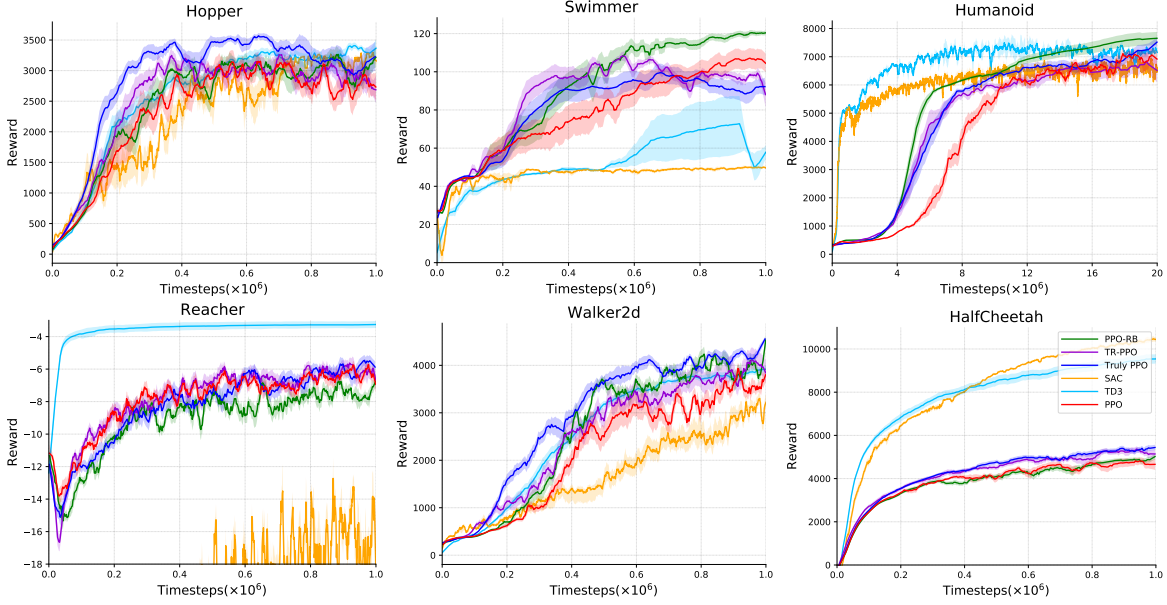 Hopper
Reward
3500
3000
2500
2000
1500
1000
500
0
0.0 0.2 0.4 0.6 0.8 1.0
Timesteps(×10⁶)
Swimmer
Reward
120
100
80
60
40
20
0
0.0 0.2 0.4 0.6 0.8 1.0
Timesteps(×10⁶)
Humanoid
Reward
8000
7000
6000
5000
4000
3000
2000
1000
0
0 4 8 12 16 20
Timesteps(×10⁶)
Reacher
Reward
−4
−6
−8
−10
−12
−14
−16
−18
0.0 0.2 0.4 0.6 0.8 1.0
Timesteps(×10⁶)
Walker2d
Reward
4000
3000
2000
1000
0
0.0 0.2 0.4 0.6 0.8 1.0
Timesteps(×10⁶)
HalfCheetah
Reward
10000
8000
6000
4000
2000
0
0.0 0.2 0.4 0.6 0.8 1.0
Timesteps(×10⁶)
PPO-RB
TR-PPO
Truly PPO
SAC
TD3
PPO